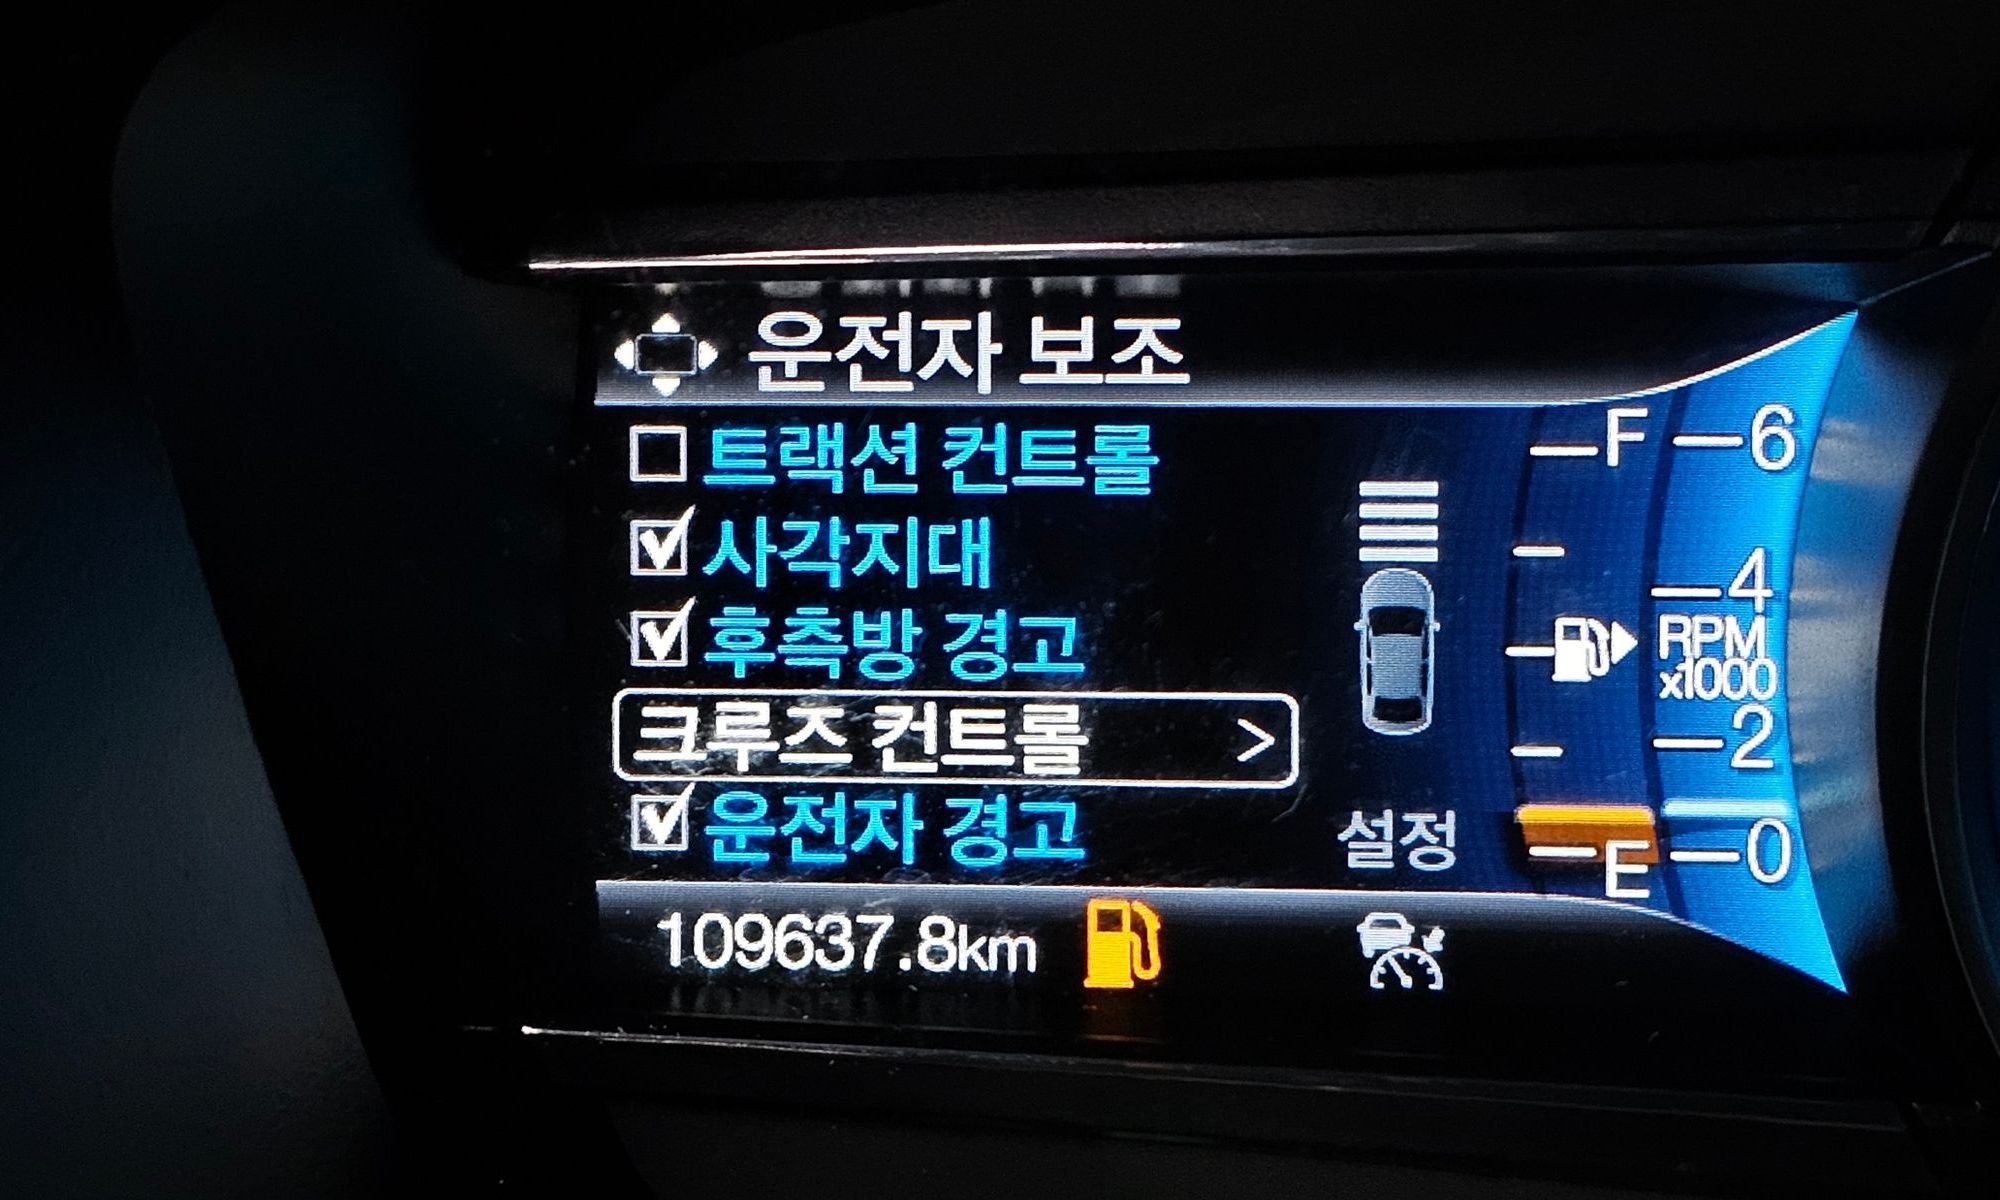 운전자 보조
트랙션 컨트롤
사각지대
후측방 경고
크루즈 컨트롤 >
운전자 경고
설정
F
E
6
4
RPM
x1000
2
0
109637.8km